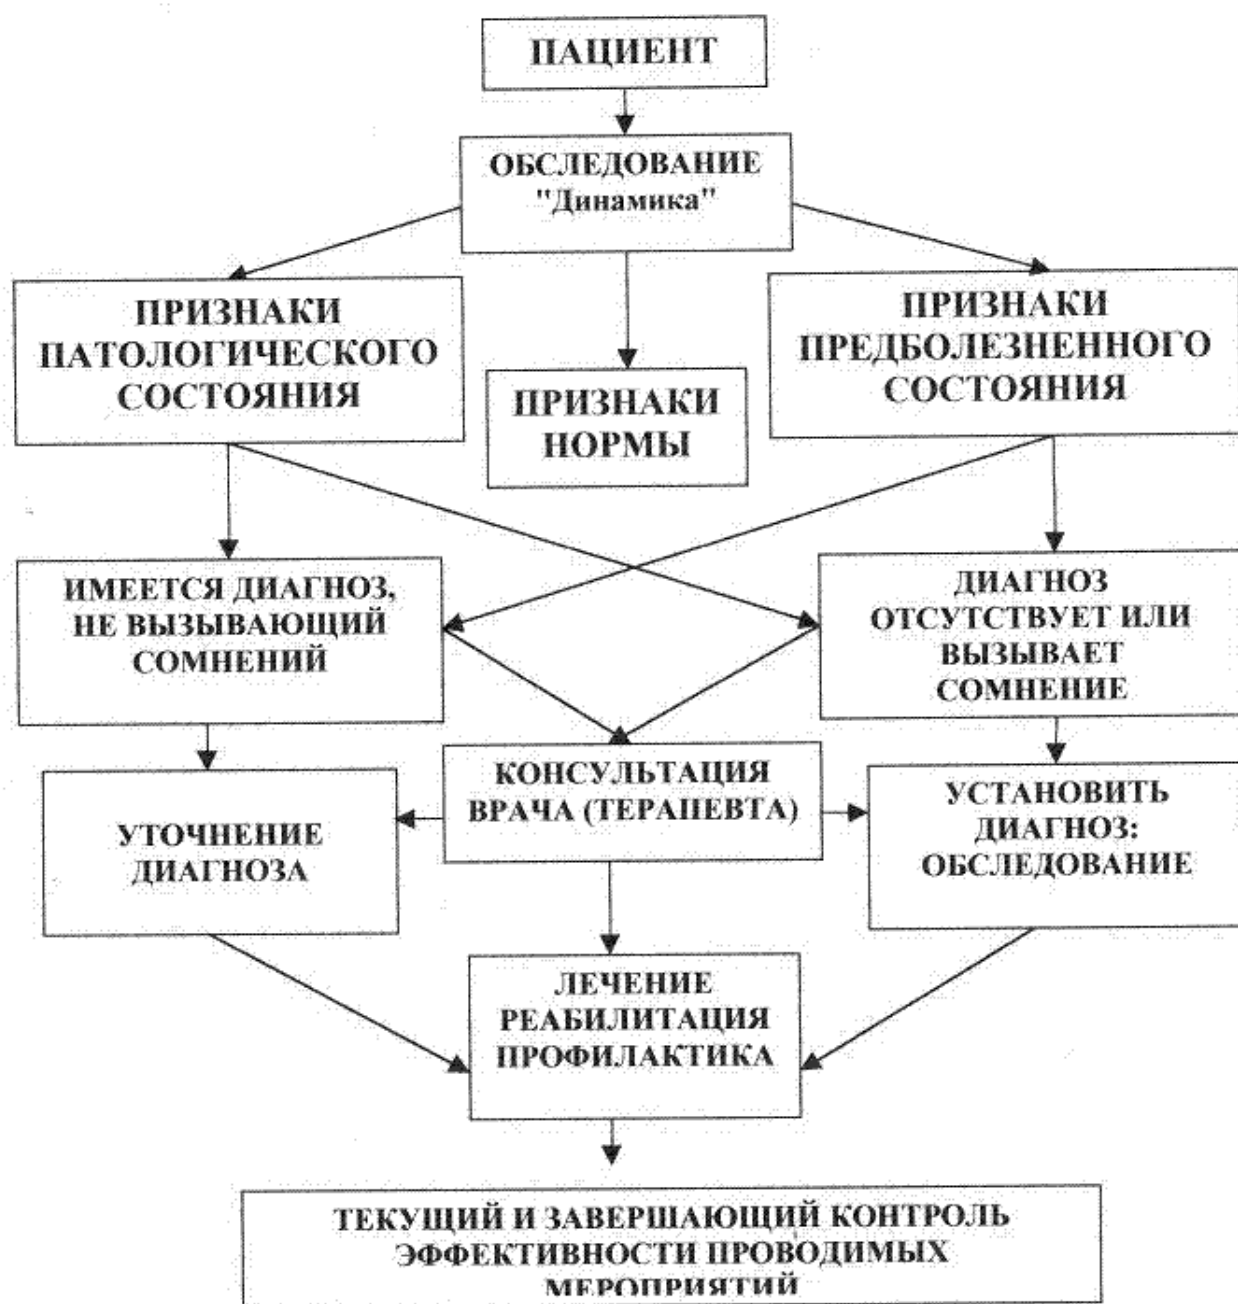 ПАЦИЕНТ
ОБСЛЕДОВАНИЕ
"Динамика"
ПРИЗНАКИ
ПАТОЛОГИЧЕСКОГО
СОСТОЯНИЯ
ПРИЗНАКИ
НОРМЫ
ПРИЗНАКИ
ПРЕДБОЛЕЗНЕННОГО
СОСТОЯНИЯ
ИМЕЕТСЯ ДИАГНОЗ,
НЕ ВЫЗЫВАЮЩИЙ
СОМНЕНИЙ
ДИАГНОЗ
ОТСУТСТВУЕТ ИЛИ
ВЫЗЫВАЕТ
СОМНЕНИЕ
УТОЧНЕНИЕ
ДИАГНОЗА
КОНСУЛЬТАЦИЯ
ВРАЧА (ТЕРАПЕВТА)
УСТАНОВИТЬ
ДИАГНОЗ:
ОБСЛЕДОВАНИЕ
ЛЕЧЕНИЕ
РЕАБИЛИТАЦИЯ
ПРОФИЛАКТИКА
ТЕКУЩИЙ И ЗАВЕРШАЮЩИЙ КОНТРОЛЬ
ЭФФЕКТИВНОСТИ ПРОВОДИМЫХ
МЕРОПРИЯТИЙ